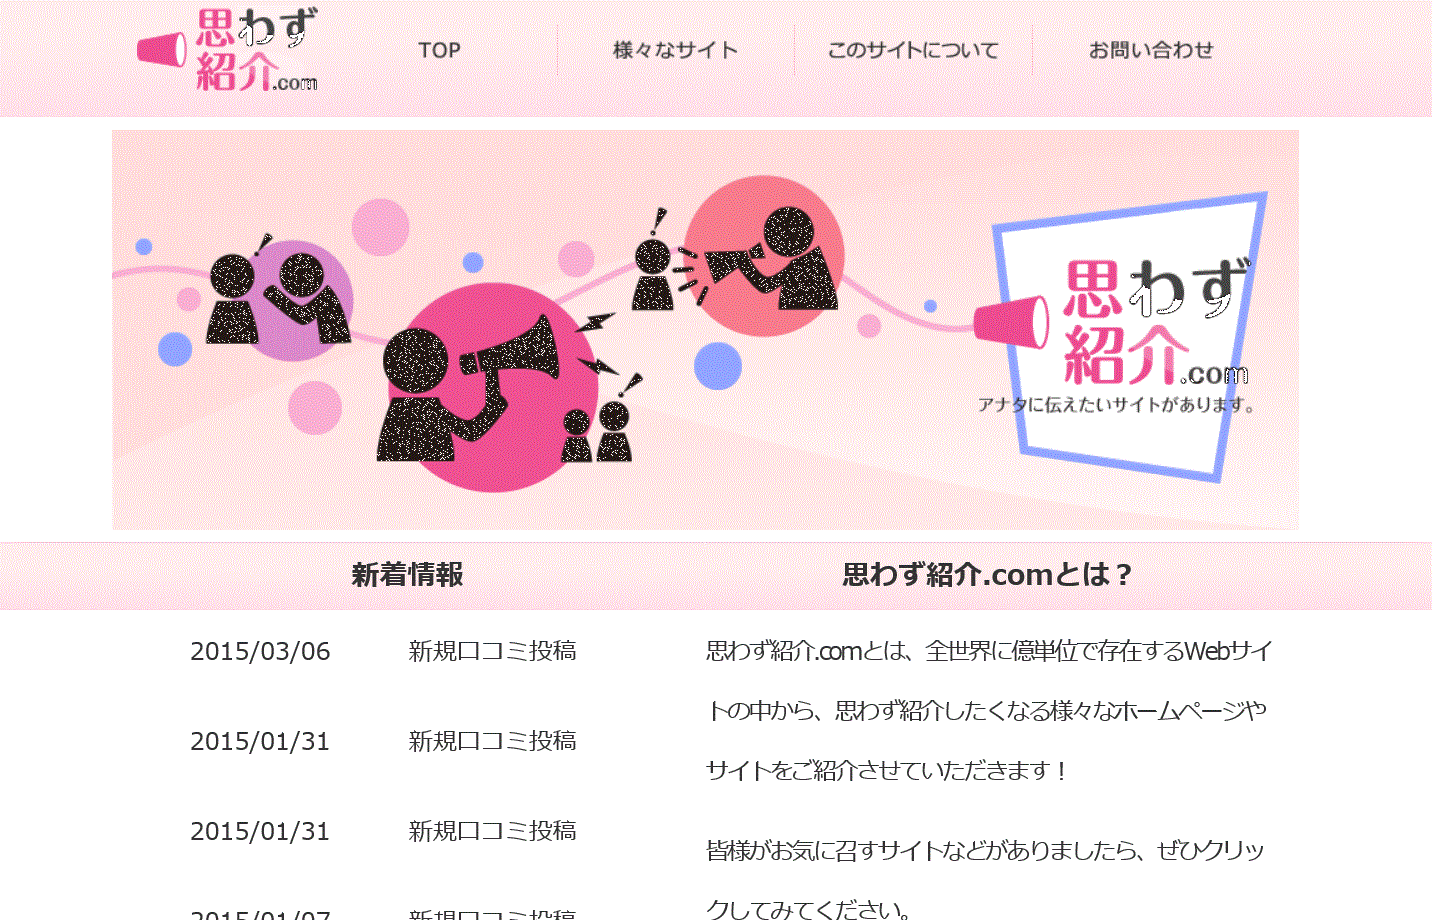 思わず
紹介.com
TOP
様々なサイト
このサイトについて
お問い合わせ
思わず
紹介.com
アナタに伝えたいサイトがあります。
新着情報
思わず紹介.comとは？
2015/03/06 新規口コミ投稿
2015/01/31 新規口コミ投稿
2015/01/31 新規口コミ投稿
2015/01/07 新規口コミ投稿
思わず紹介.comとは、全世界に億単位で存在するWebサイ
トの中から、思わず紹介したくなる様々なホームページや
サイトをご紹介させていただきます！
皆様がお気に召すサイトなどがありましたら、ぜひクリッ
クしてみてください。